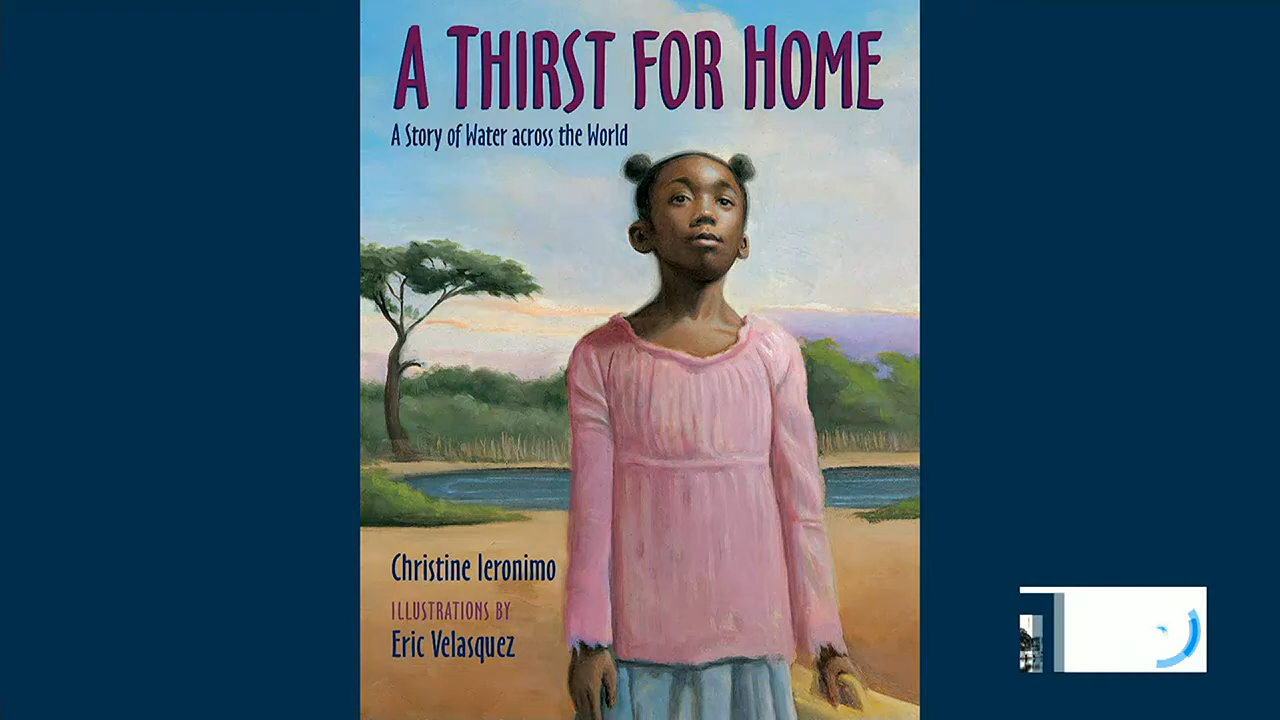 A THIRST FOR HOME
A Story of Water across the World
Christine Ieronimo
ILLUSTRATIONS BY
Eric Velasquez